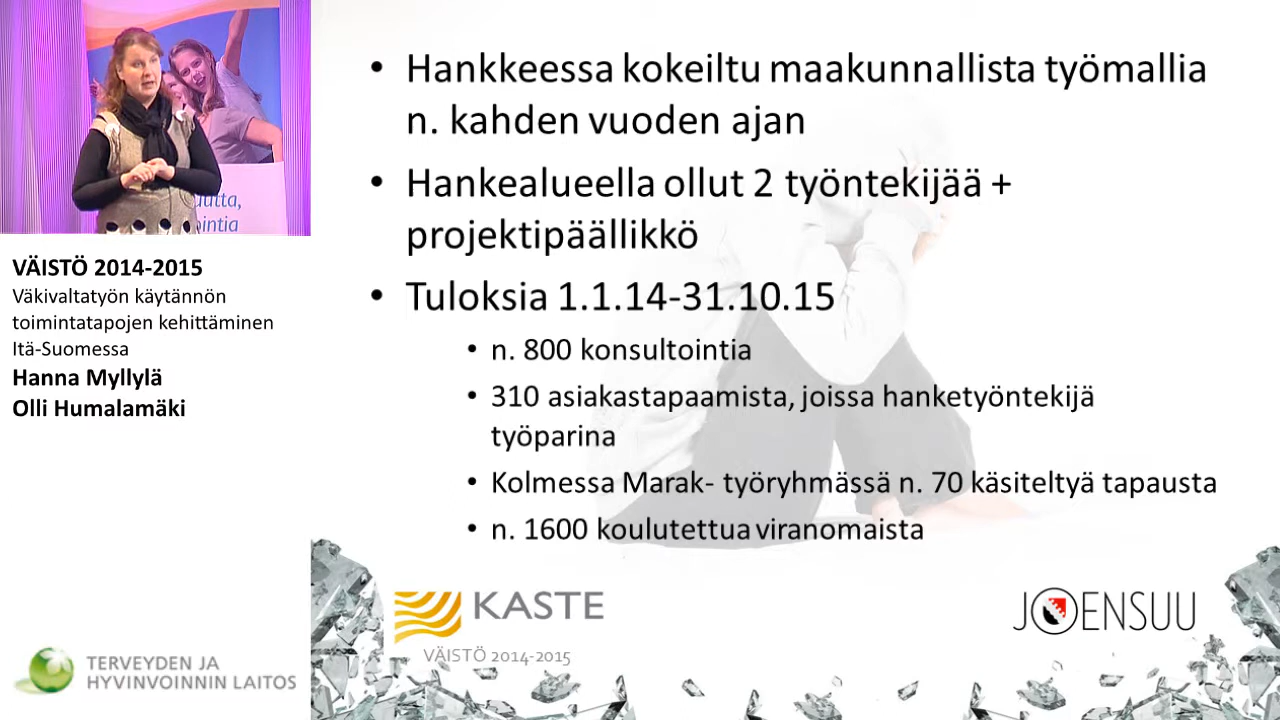 utta,
ointia
VÄISTÖ 2014-2015
Väkivaltatyön käytännön
toimintatapojen kehittäminen
Itä-Suomessa
Hanna Myllylä
Olli Humalamäki
TERVEYDEN JA
HYVINVOINNIN LAITOS
• Hankkeessa kokeiltu maakunnallista työmallia
n. kahden vuoden ajan
• Hankealueella ollut 2 työntekijää +
projektipäällikkö
• Tuloksia 1.1.14-31.10.15
• n. 800 konsultointia
• 310 asiakastapaamista, joissa hanketyöntekijä
työparina
• Kolmessa Marak- työryhmässä n. 70 käsiteltyä tapausta
• n. 1600 koulutettua viranomaista
KASTE
VÄISTÖ 2014-2015
JOENSUU